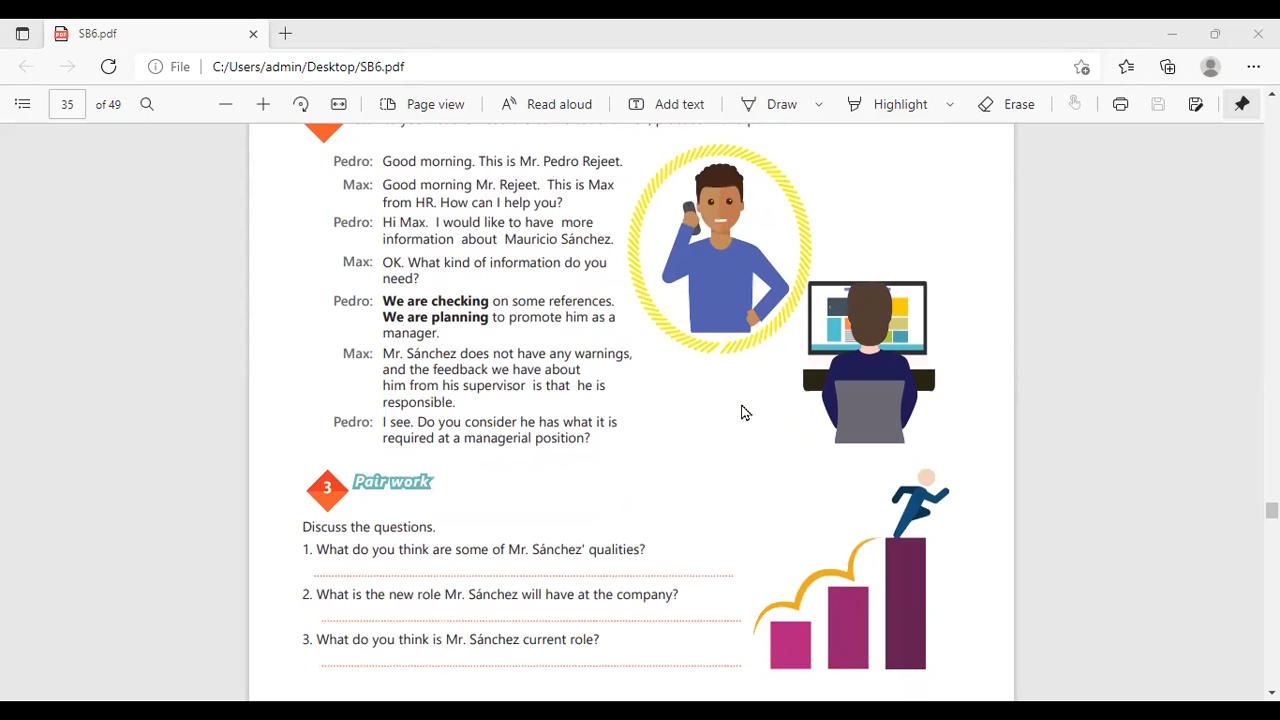 SB6.pdf
File C:/Users/admin/Desktop/SB6.pdf
35 of 49 Page view Read aloud Add text Draw Highlight Erase
Pedro: Good morning. This is Mr. Pedro Rejeet.
Max: Good morning Mr. Rejeet. This is Max
from HR. How can I help you?
Pedro: Hi Max. I would like to have more
information about Mauricio Sánchez.
Max: OK. What kind of information do you
need?
Pedro: We are checking on some references.
We are planning to promote him as a
manager.
Max: Mr. Sánchez does not have any warnings,
and the feedback we have about
him from his supervisor is that he is
responsible.
Pedro: I see. Do you consider he has what it is
required at a managerial position?
3 Pair work
Discuss the questions.
1. What do you think are some of Mr. Sánchez' qualities?
2. What is the new role Mr. Sánchez will have at the company?
3. What do you think is Mr. Sánchez current role?